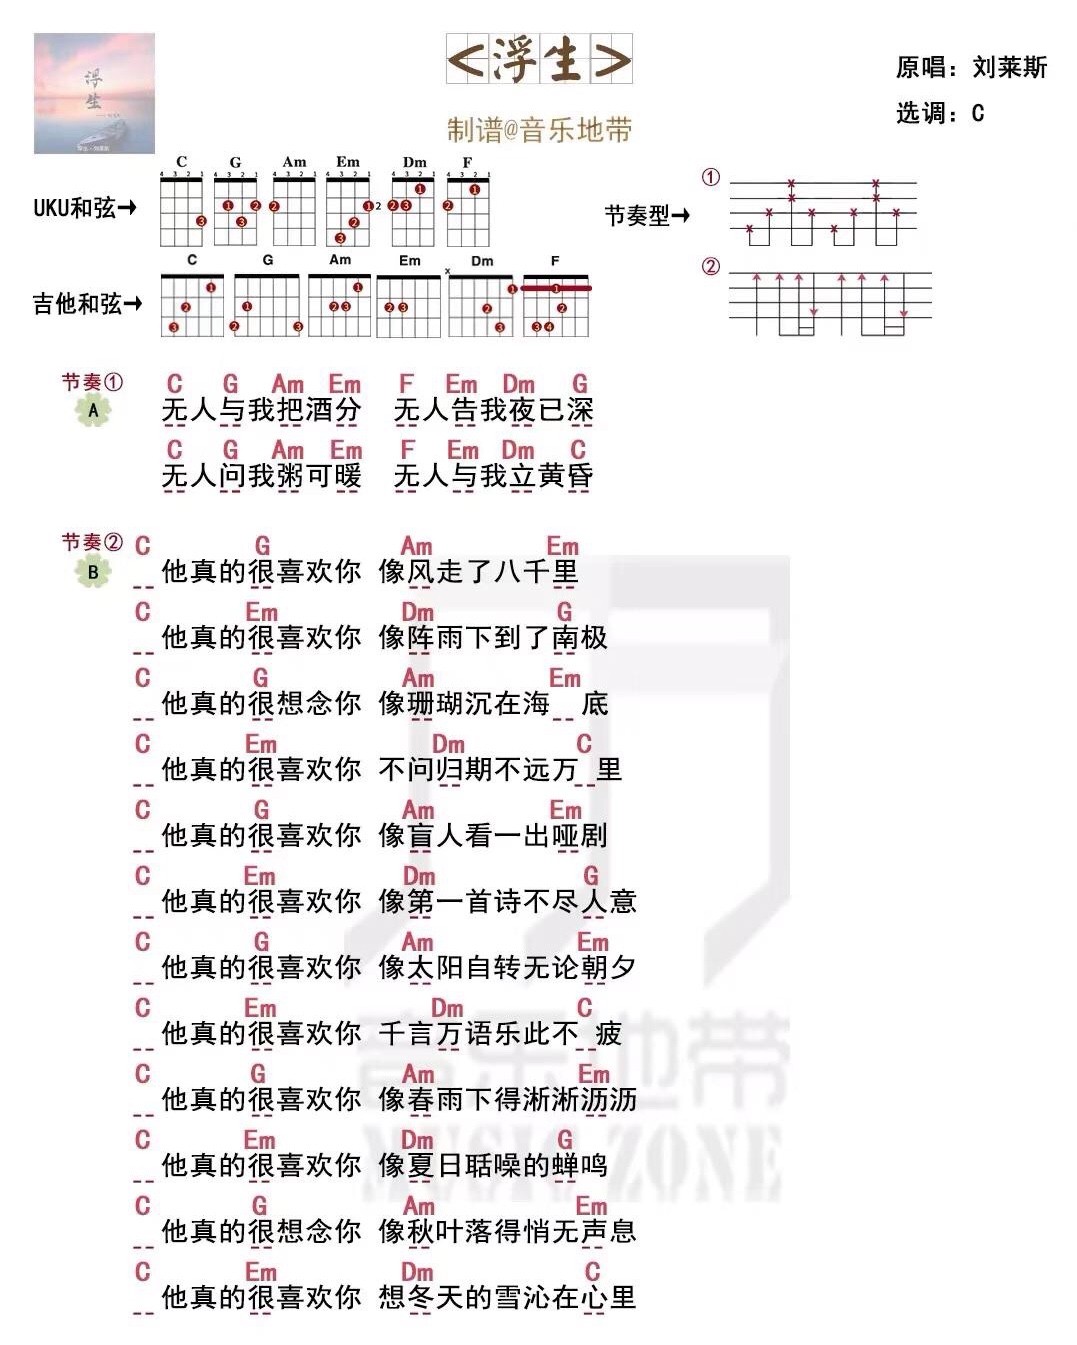 浮生
<浮生>
原唱：刘莱斯
选调：C
制谱@音乐地带
C G Am Em Dm F
UKU和弦→
节奏型→
①
②
C G Am Em Dm F
吉他和弦→
节奏①
A
C G Am Em F Em Dm G
无人与我把酒分 无人告我夜已深
C G Am Em F Em Dm C
无人问我粥可暖 无人与我立黄昏
节奏②
B
C G Am Em
他真的很喜欢你 像风走了八千里
C Em Dm G
他真的很喜欢你 像阵雨下到了南极
C G Am Em
他真的很想念你 像珊瑚沉在海 底
C Em Dm C
他真的很喜欢你 不问归期不远万 里
C G Am Em
他真的很喜欢你 像盲人看一出哑剧
C Em Dm G
他真的很喜欢你 像第一首诗不尽人意
C G Am Em
他真的很喜欢你 像太阳自转无论朝夕
C Em Dm C
他真的很喜欢你 千言万语乐此不 疲
C G Am Em
他真的很喜欢你 像春雨下得淅淅沥沥
C Em Dm G
他真的很喜欢你 像夏日聒噪的蝉鸣
C G Am Em
他真的很想念你 像秋叶落得悄无声息
C Em Dm C
他真的很喜欢你 想冬天的雪沁在心里
音乐地带
MUSIC ZONE